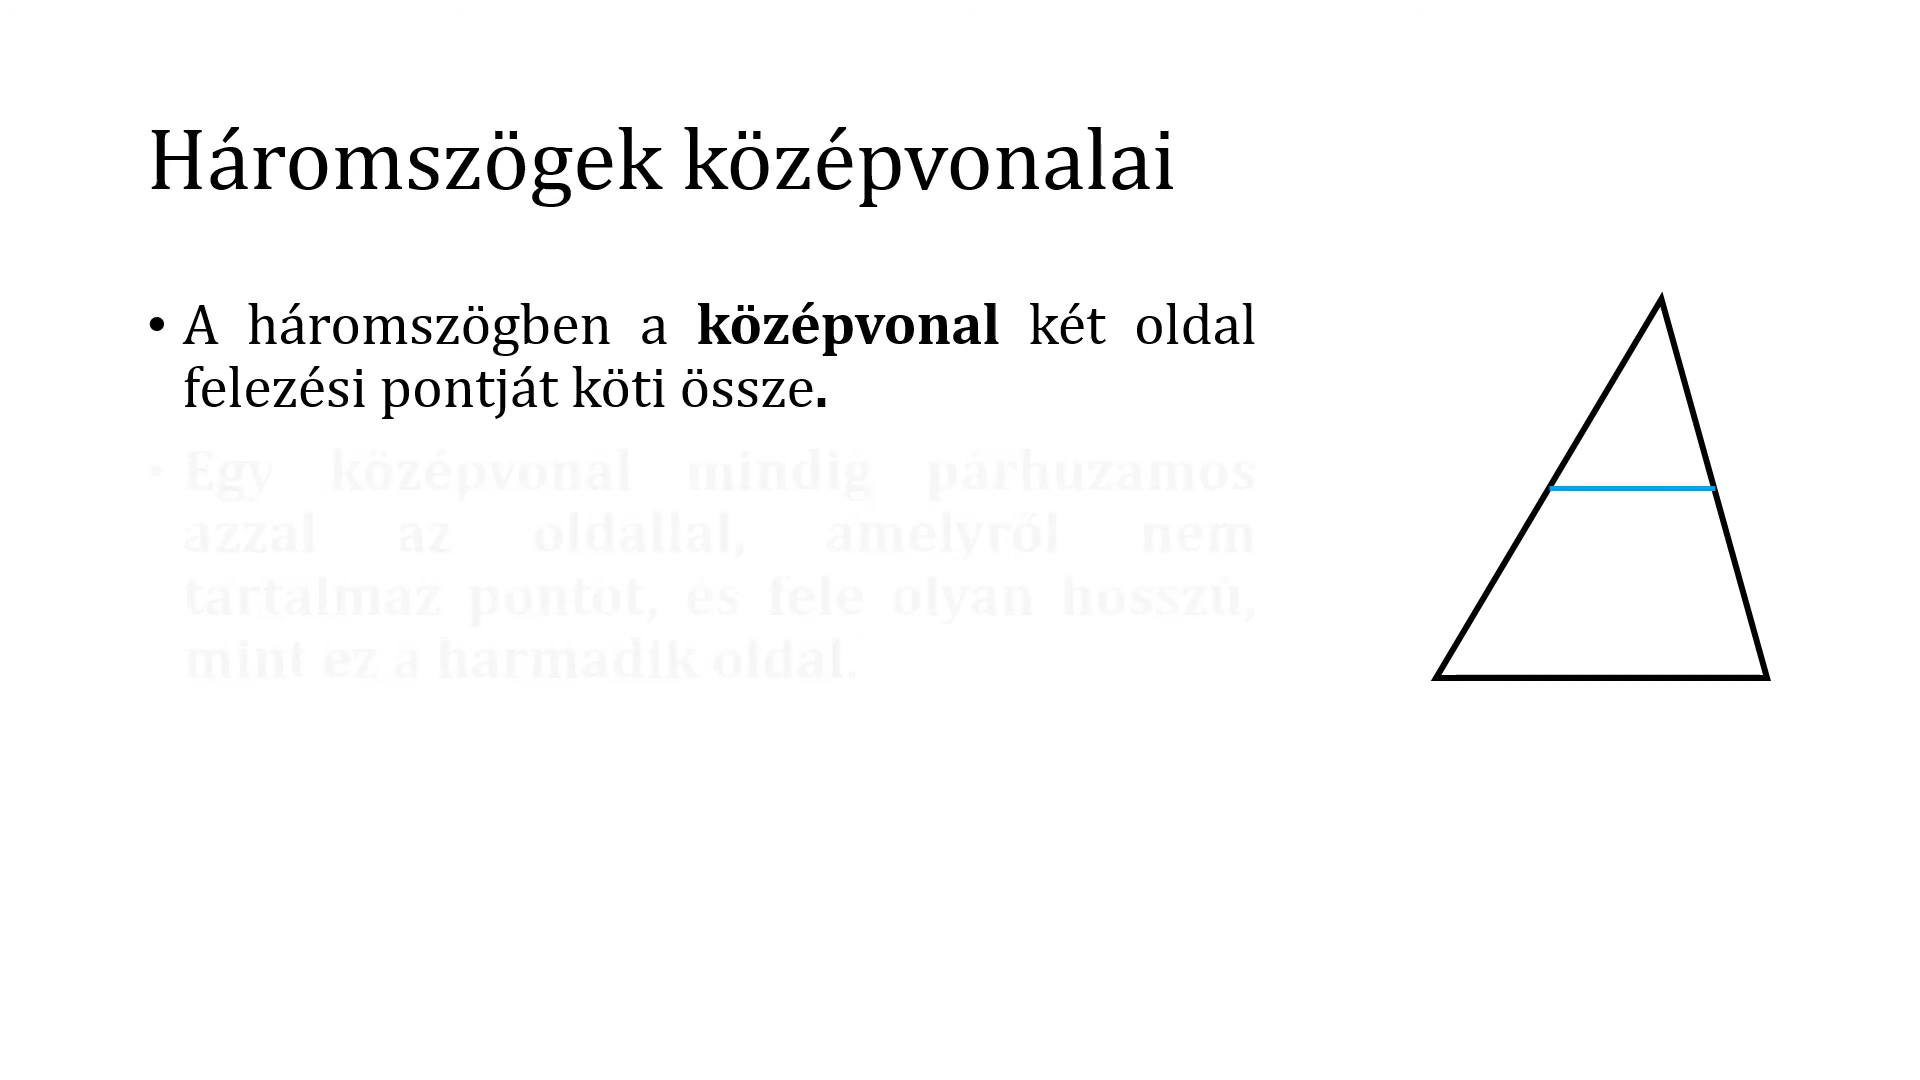 Háromszögek középvonalai
• A háromszögben a középvonal két oldal
felezési pontját köti össze.
• Egy középvonal mindig párhuzamos
azzal az oldallal, amelyről nem
tartalmaz pontot, és fele olyan hosszú,
mint ez a harmadik oldal.